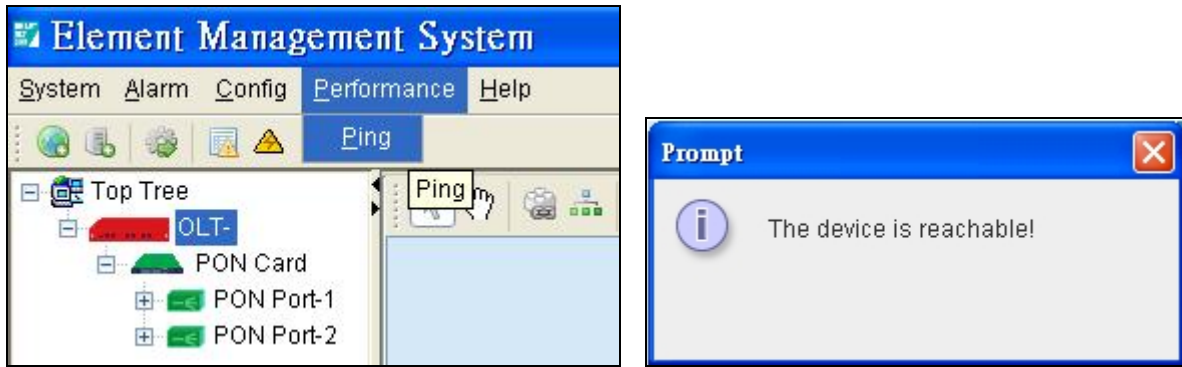 Element Management System
System Alarm Config Performance Help
Ping
Top Tree
Ping
OLT-
PON Card
PON Port-1
PON Port-2
Prompt
i
The device is reachable!